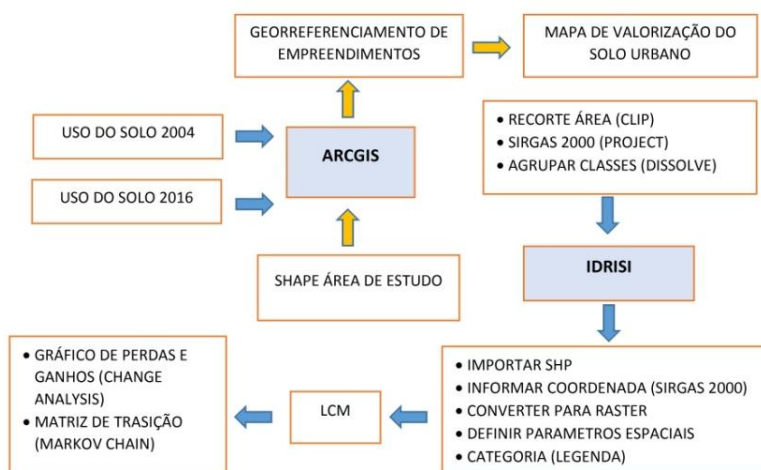 GEORREFERENCIAMENTO DE
EMPREENDIMENTOS
MAPA DE VALORIZAÇÃO DO
SOLO URBANO
USO DO SOLO 2004
USO DO SOLO 2016
ARCGIS
SHAPE ÁREA DE ESTUDO
• RECORTE ÁREA (CLIP)
• SIRGAS 2000 (PROJECT)
• AGRUPAR CLASSES (DISSOLVE)
IDRISI
• IMPORTAR SHP
• INFORMAR COORDENADA (SIRGAS 2000)
• CONVERTER PARA RASTER
• DEFINIR PARAMETROS ESPACIAIS
• CATEGORIA (LEGENDA)
LCM
• GRÁFICO DE PERDAS E
GANHOS (CHANGE
ANALYSIS)
• MATRIZ DE TRASIÇÃO
(MARKOV CHAIN)